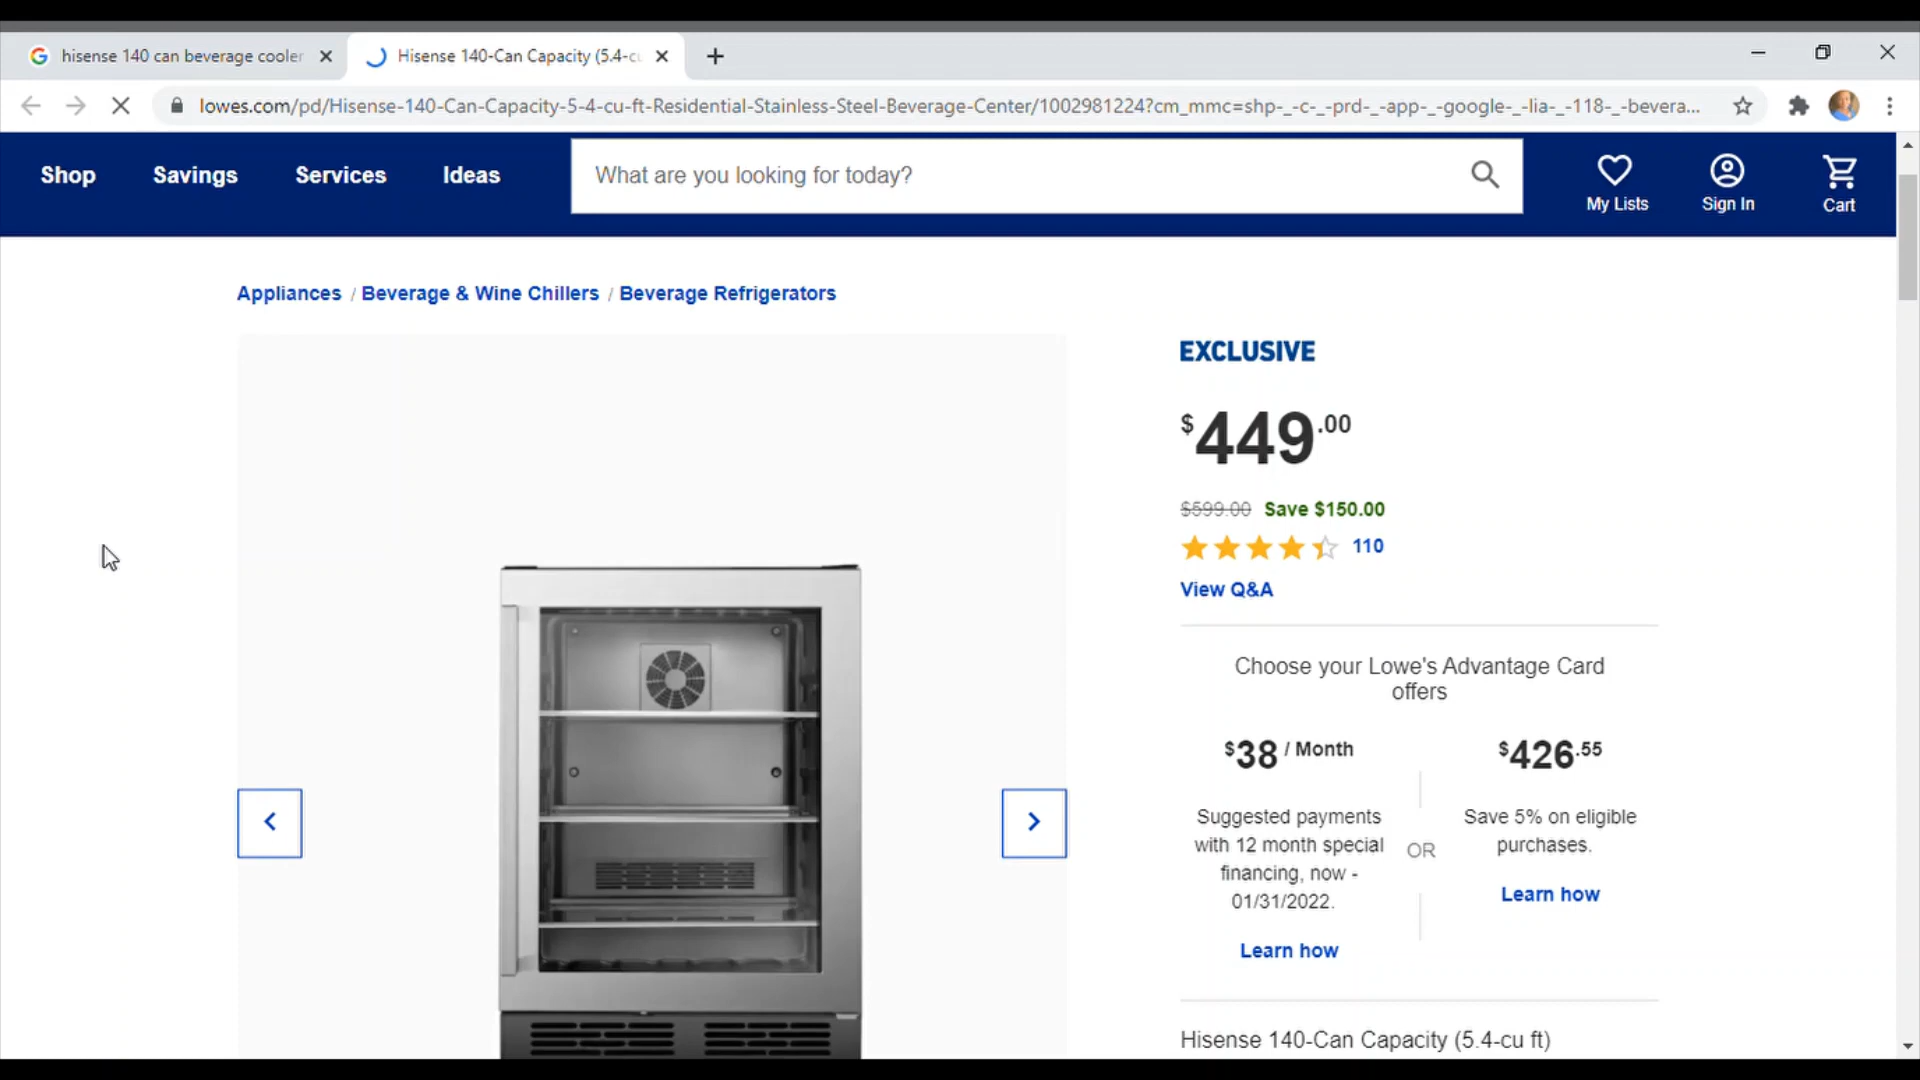 hisense 140 can beverage cooler
Hisense 140-Can Capacity (5.4-cu
lowes.com/pd/Hisense-140-Can-Capacity-5-4-cu-ft-Residential-Stainless-Steel-Beverage-Center/1002981224?cm_mmc=shp-_-c-_-prd-_-app-_-google-_-lia-_-118-_-bevera...
Shop Savings Services Ideas What are you looking for today? My Lists Sign In Cart
Appliances / Beverage & Wine Chillers / Beverage Refrigerators
EXCLUSIVE
$449.00
$599.00 Save $150.00
110
View Q&A
Choose your Lowe's Advantage Card
offers
$38 / Month
Suggested payments
with 12 month special
financing, now -
01/31/2022.
Learn how
OR
$426.55
Save 5% on eligible
purchases.
Learn how
Hisense 140-Can Capacity (5.4-cu ft)